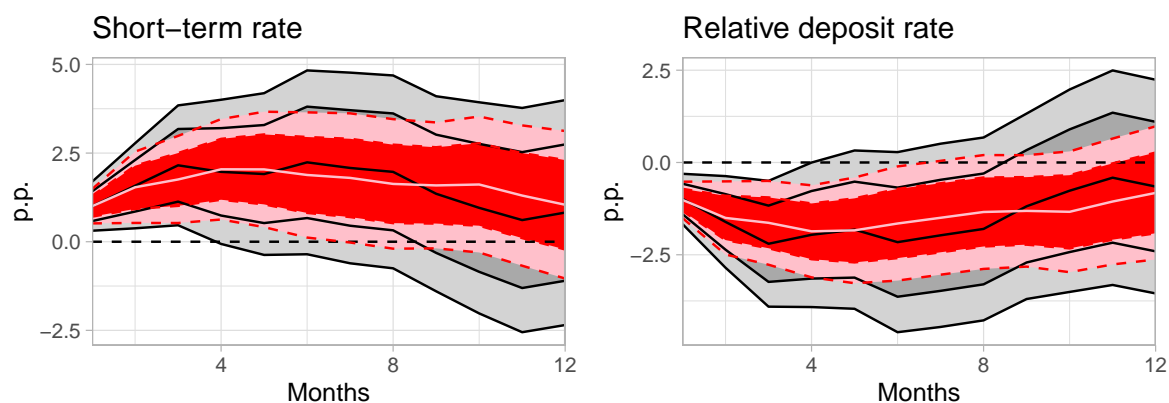 Short−term rate
5.0
2.5
0.0
−2.5
p.p.
4
8
12
Months
Relative deposit rate
2.5
0.0
−2.5
p.p.
4
8
12
Months